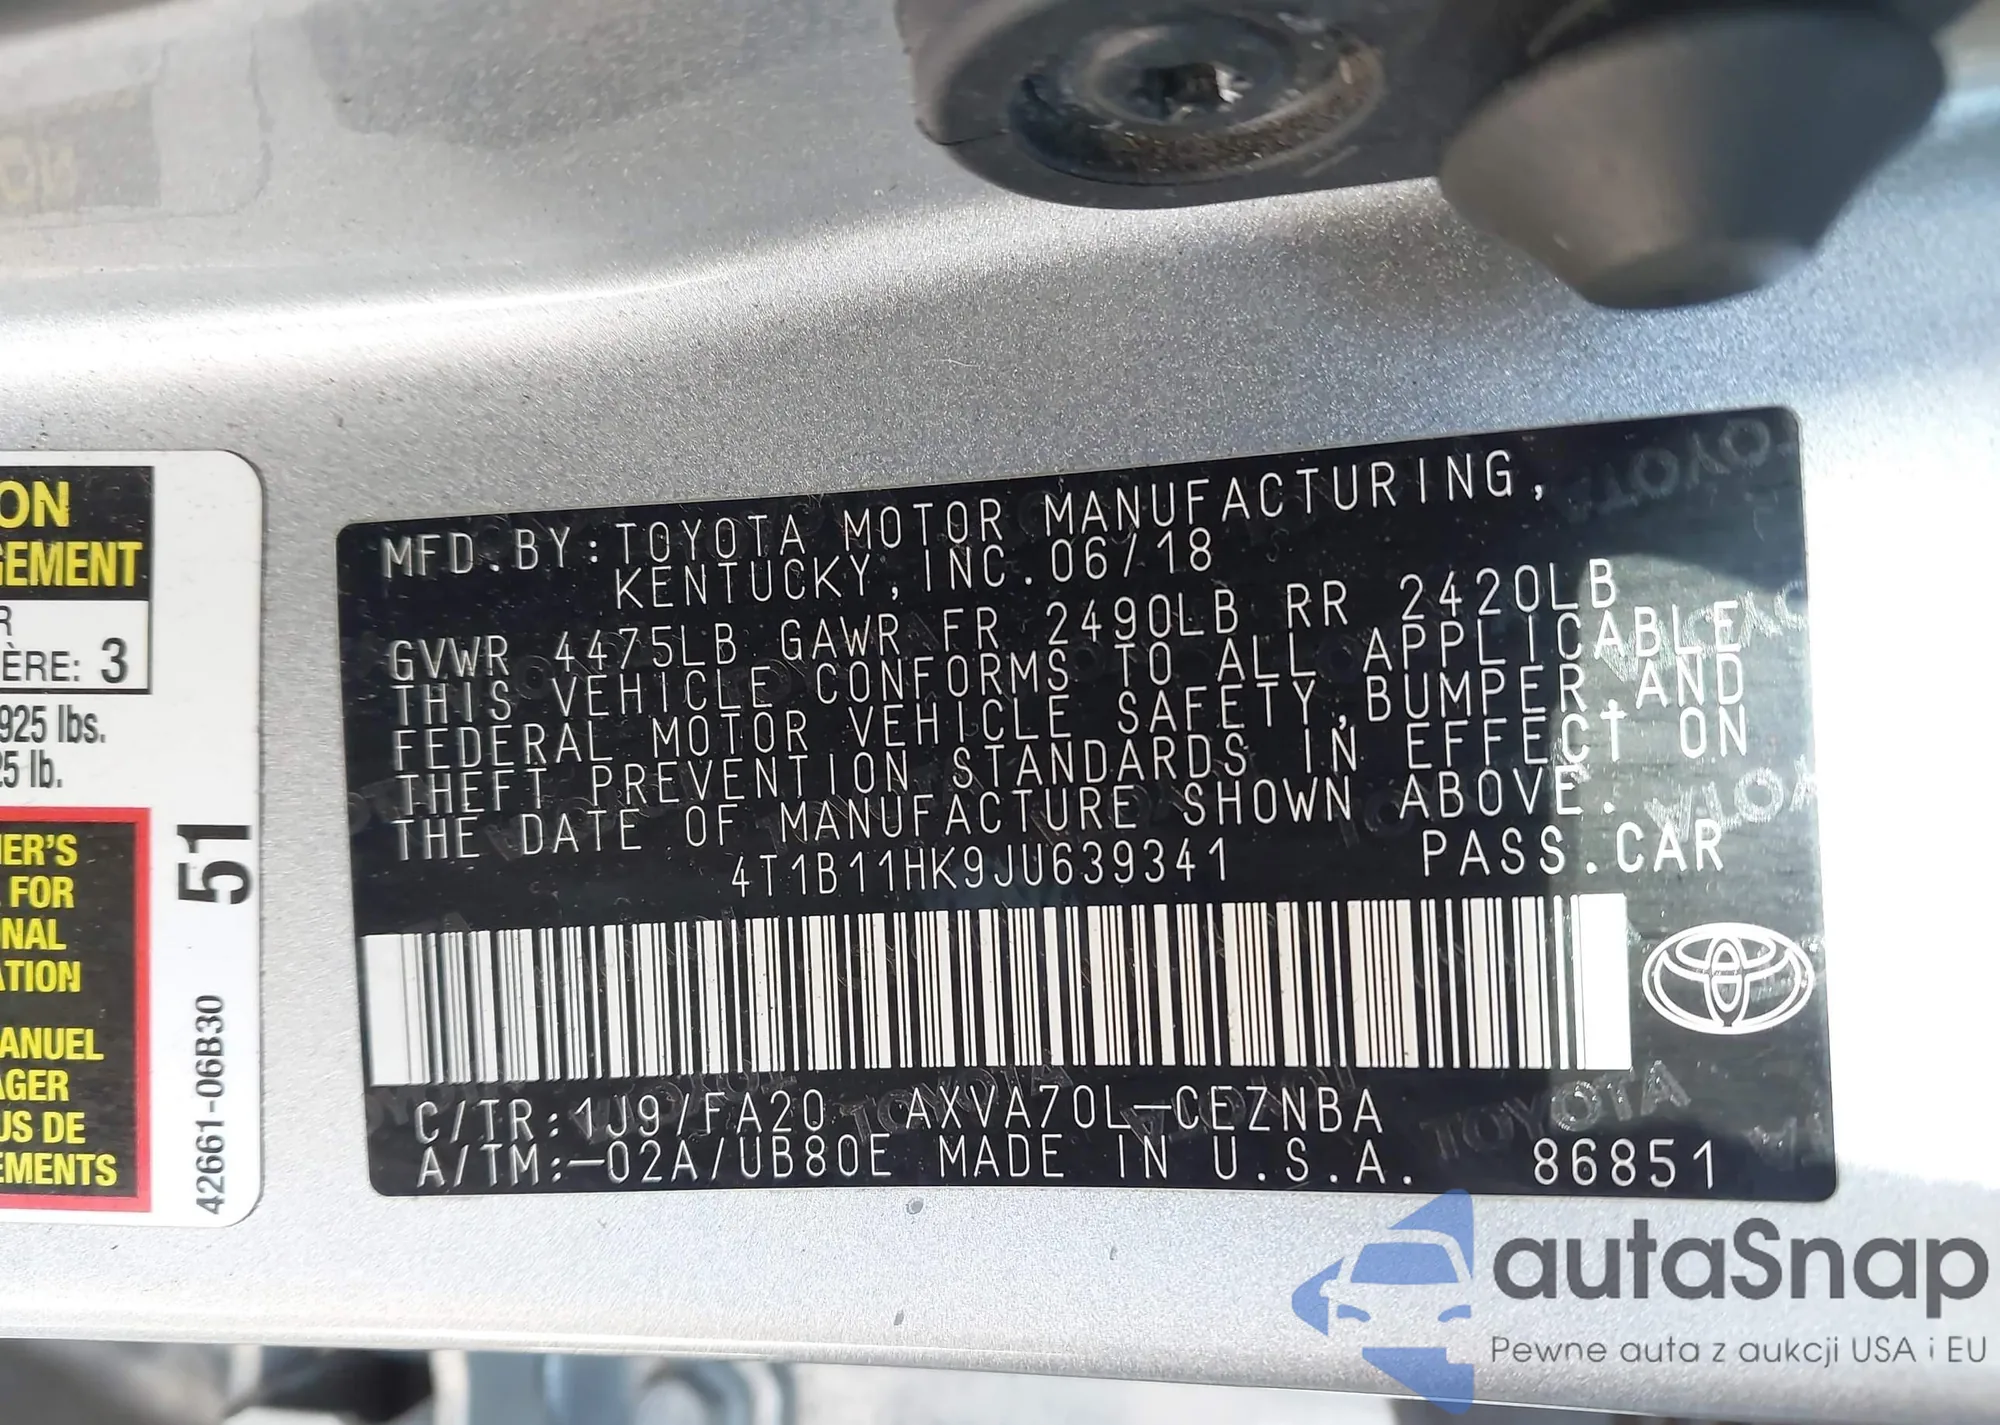 ON
GEMENT
R
ÈRE: 3
925 lbs.
25 lb.
ER'S
FOR
NAL
ATION
ANUEL
AGER
US DE
EMENTS
51
42661-06B30
MFD.BY:TOYOTA MOTOR MANUFACTURING,
KENTUCKY,INC.06/18
GVWR 4475LB GAWR FR 2490LB RR 2420LB
THIS VEHICLE CONFORMS TO ALL APPLICABLE
FEDERAL MOTOR VEHICLE SAFETY,BUMPER,AND
THEFT PREVENTION STANDARDS IN EFFECT ON
THE DATE OF MANUFACTURE SHOWN ABOVE.
4T1B11HK9JU639341 PASS.CAR
C/TR:1J9/FA20 AXVA70L-CEZNBA
A/TM:-02A/UB80E MADE IN U.S.A. 86851
autaSnap
Pewne auta z aukcji USA i EU